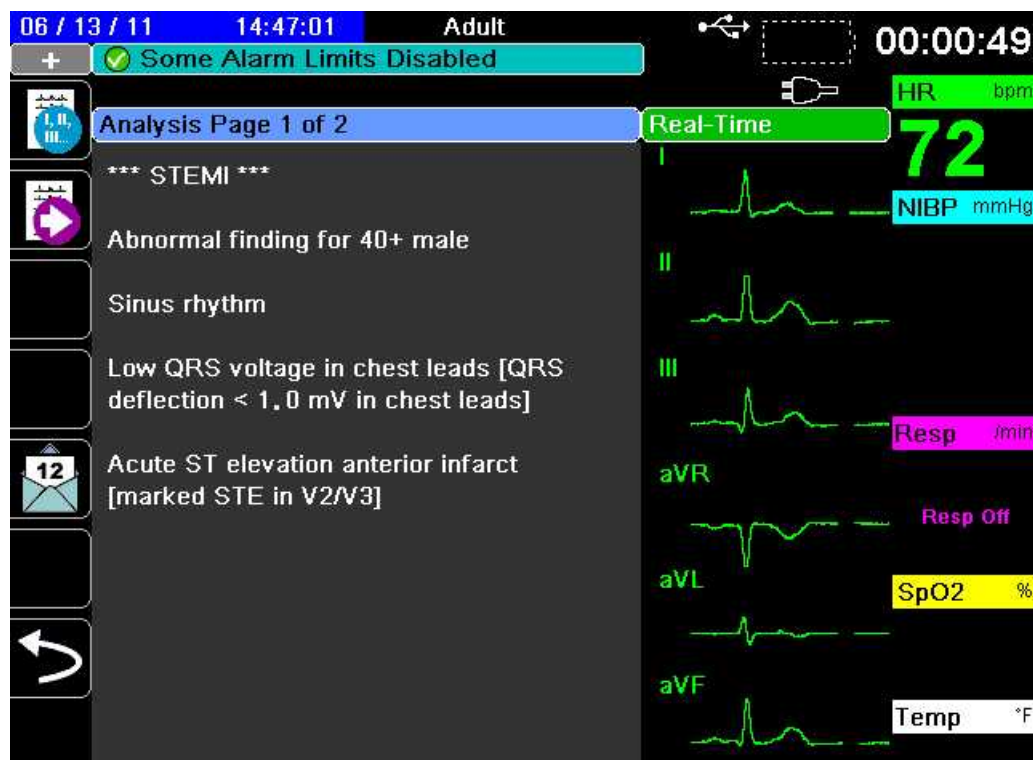 06 / 13 / 11 14:47:01 Adult 00:00:49
+ Some Alarm Limits Disabled
HR bpm
72
I, II,
III...
Analysis Page 1 of 2
Real-Time
*** STEMI ***
Abnormal finding for 40+ male
Sinus rhythm
Low QRS voltage in chest leads [QRS
deflection < 1.0 mV in chest leads]
Acute ST elevation anterior infarct
[marked STE in V2/V3]
12
I
II
III
aVR
aVL
aVF
NIBP mmHg
Resp /min
Resp Off
SpO2 %
Temp °F